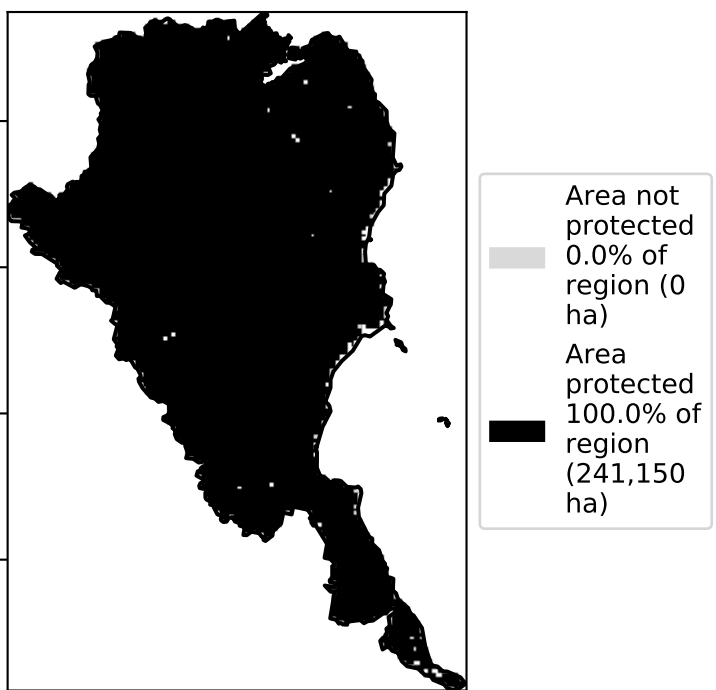 Area not
protected
0.0% of
region (0
ha)
Area
protected
100.0% of
region
(241,150
ha)